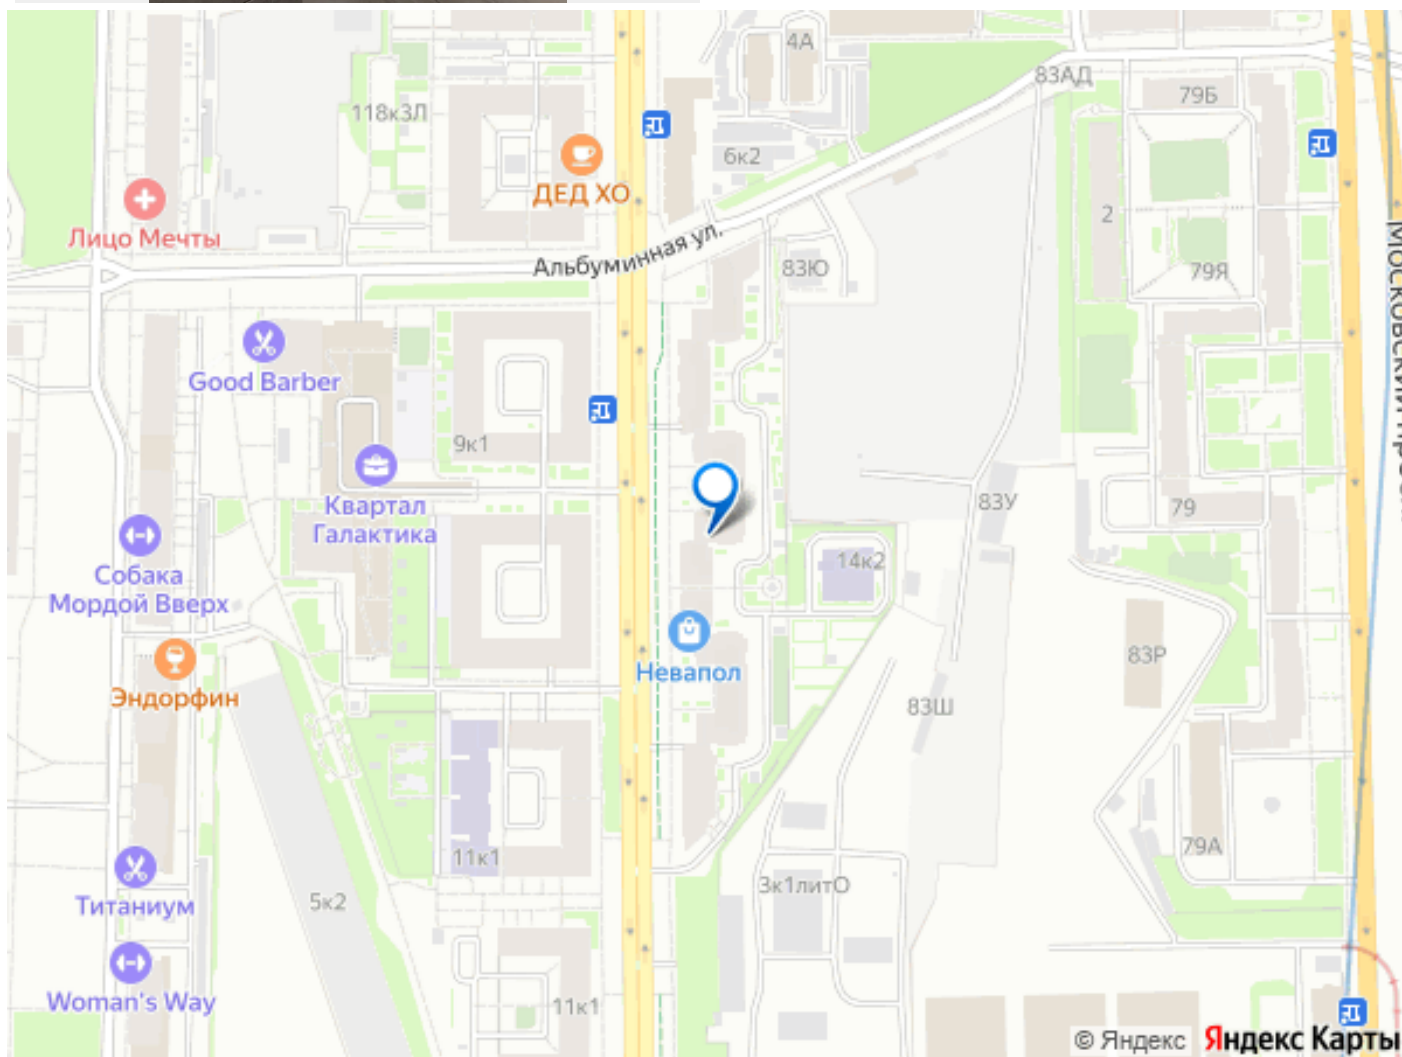 4А
83АД
79Б
118к3Л
6к2
ДЕД ХО
2
Лицо Мечты
Альбуминная ул.
83Ю
79Я
Московский
Good Barber
9к1
Квартал
Галактика
83У
79
14к2
Собака
Мордой Вверх
Невапол
83Р
Эндорфин
83Ш
11к1
79А
3к1литО
Титаниум
5к2
Woman's Way
11к1
© Яндекс Яндекс Карты